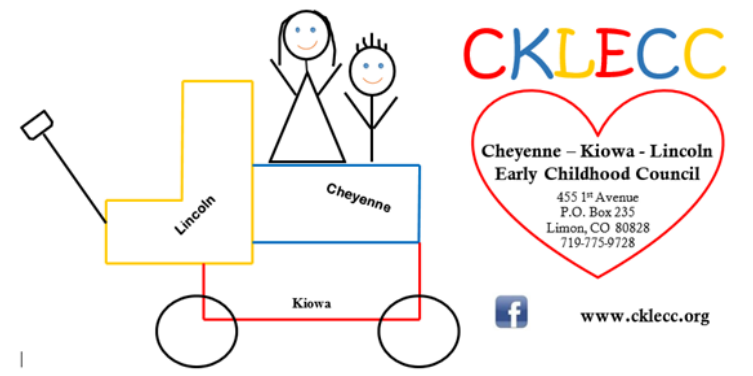 CKLECC
Cheyenne – Kiowa - Lincoln
Early Childhood Council
455 1st Avenue
P.O. Box 235
Limon, CO 80828
719-775-9728
Lincoln
Cheyenne
Kiowa
f
www.cklecc.org